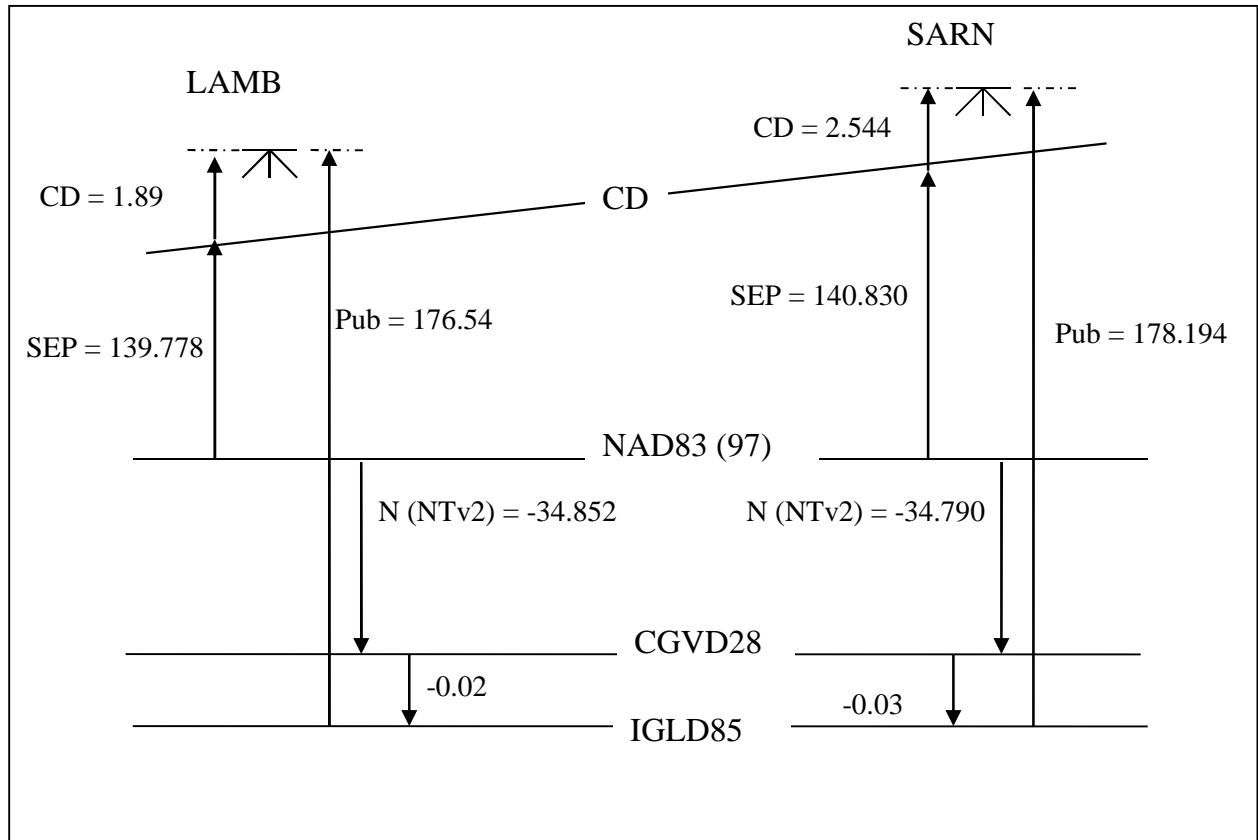 SARN
LAMB
CD = 2.544
CD = 1.89
CD
SEP = 140.830
Pub = 176.54
Pub = 178.194
SEP = 139.778
NAD83 (97)
N (NTv2) = -34.852
N (NTv2) = -34.790
CGVD28
-0.02
-0.03
IGLD85